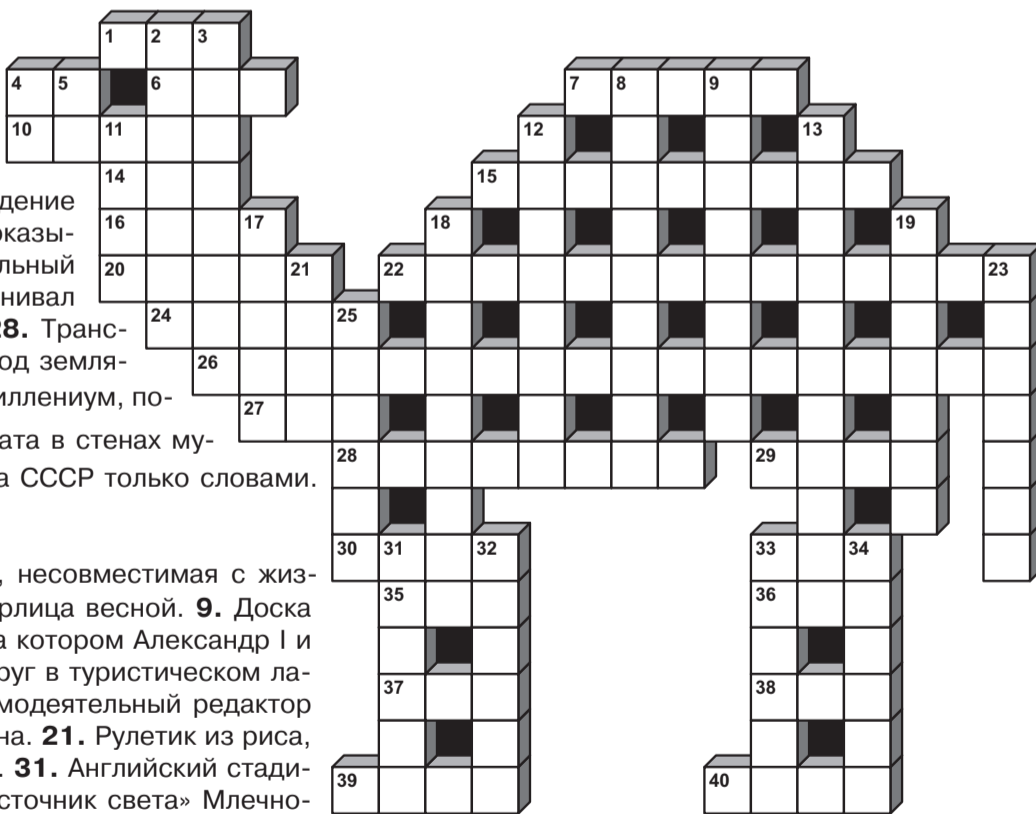 1 2 3
4 5 6 7 8 9
10 11 12 13
14 15
дение
16 17 18 19
оказы-
льный
20 21 22 23
нивал
24 25
28. Транс-
од земля-
26
иллениум, по-
27
ата в стенах му-
28 29
а СССР только словами.
30 31 32 33 34
, несовместимая с жиз-
35 36
рлица весной. 9. Доска
а котором Александр I и
руг в туристическом ла-
37 38
модеятельный редактор
на. 21. Рулетик из риса,
. 31. Английский стади-
39 40
сточник света» Млечно-